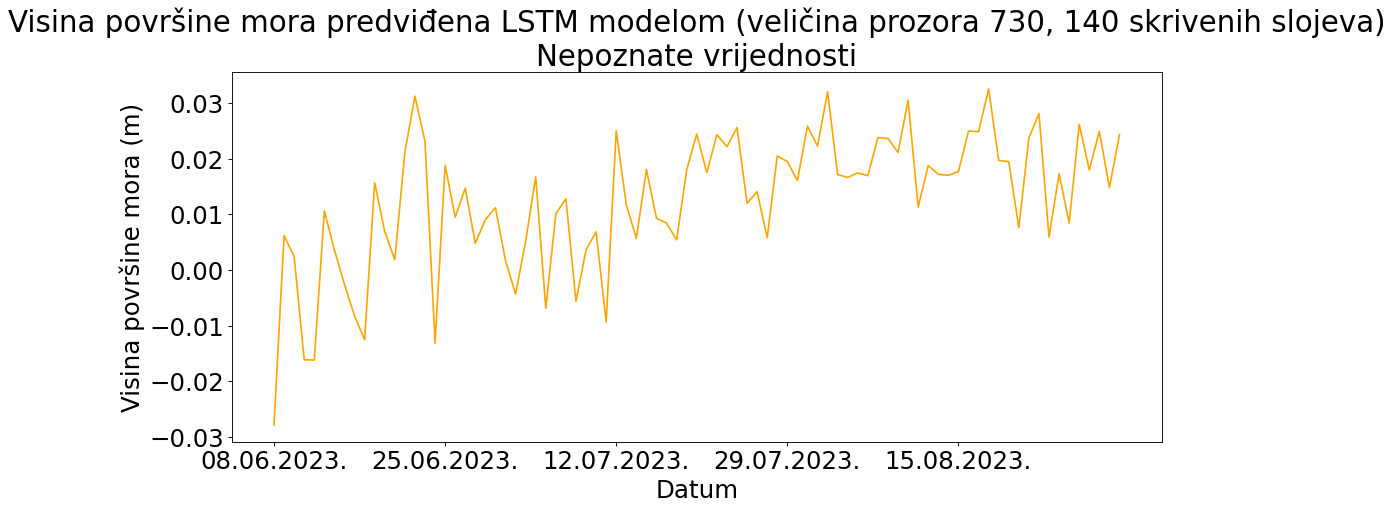 Visina površine mora predviđena LSTM modelom (veličina prozora 730, 140 skrivenih slojeva)
Nepoznate vrijednosti
Visina površine mora (m)
0.03
0.02
0.01
0.00
−0.01
−0.02
−0.03
08.06.2023. 25.06.2023. 12.07.2023. 29.07.2023. 15.08.2023.
Datum